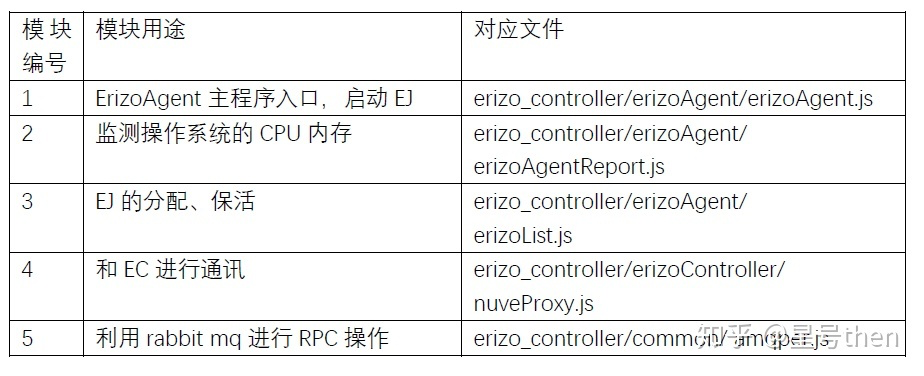 模块 模块用途 对应文件
编号
1 ErizoAgent 主程序入口，启动 EJ erizo_controller/erizoAgent/erizoAgent.js
2 监测操作系统的 CPU 内存 erizo_controller/erizoAgent/
erizoAgentReport.js
3 EJ 的分配、保活 erizo_controller/erizoAgent/
erizoList.js
4 和 EC 进行通讯 erizo_controller/erizoController/
nuveProxy.js
5 利用 rabbit mq 进行 RPC 操作 erizo_controller/common/ amqper.js
知乎 @星号then